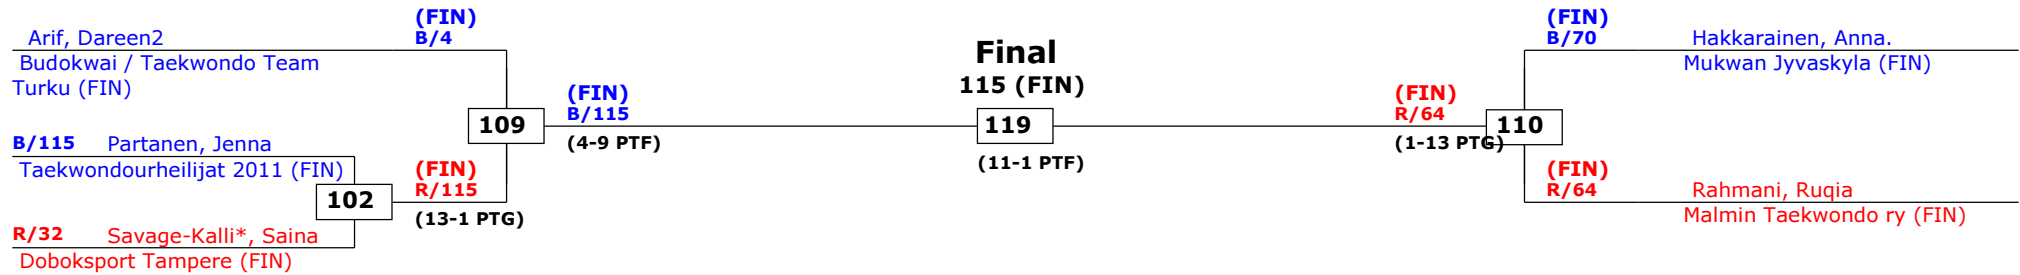 (FIN)
B/4
Arif, Dareen2
Budokwai / Taekwondo Team
Turku (FIN)
109
(FIN)
B/115
(4-9 PTF)
B/115 Partanen, Jenna
Taekwondourheilijat 2011 (FIN)
102
(FIN)
R/115
(13-1 PTG)
R/32 Savage-Kalli*, Saina
Doboksport Tampere (FIN)
Final
115 (FIN)
119
(11-1 PTF)
(FIN)
B/70
Hakkarainen, Anna.
Mukwan Jyvaskyla (FIN)
(FIN)
R/64
(1-13 PTG)
110
(FIN)
R/64
Rahmani, Ruqia
Malmin Taekwondo ry (FIN)